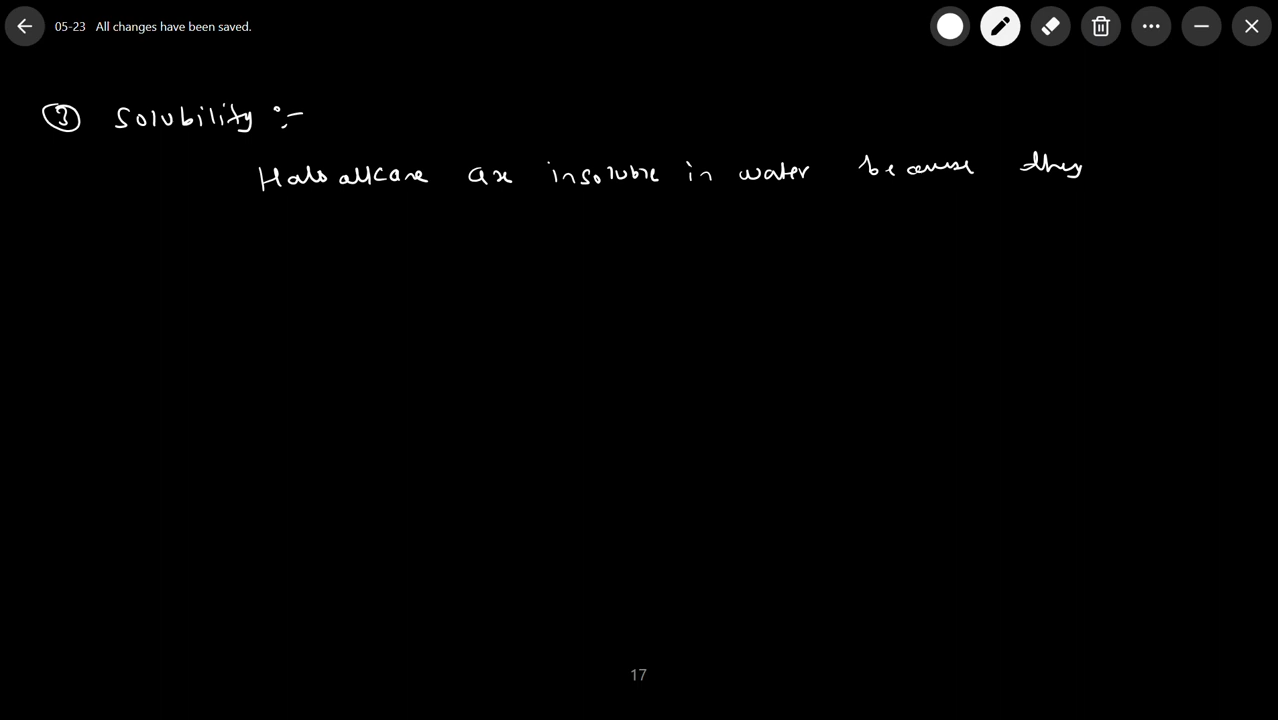 05-23 All changes have been saved.
③ Solubility :-
Halo alkane are insoluble in water because they
17